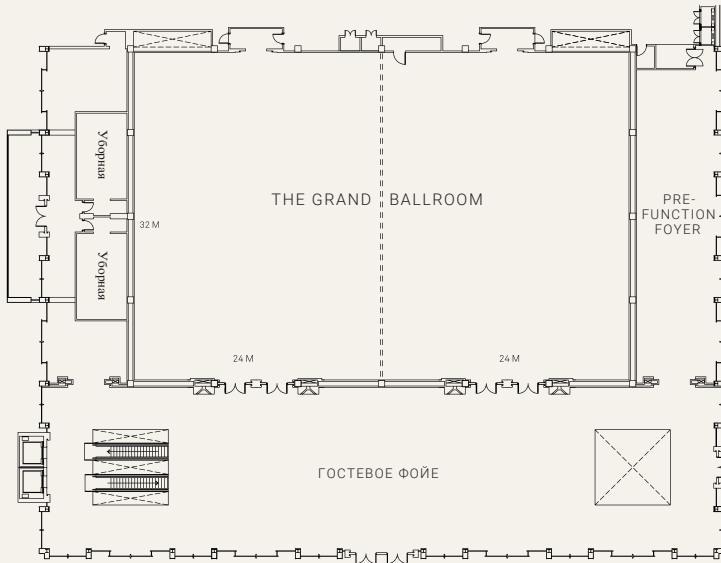 Уборная
THE GRAND BALLROOM
PRE-
FUNCTION
FOYER
32 M
Уборная
24 M
24 M
ГОСТЕВОЕ ФОЙЕ